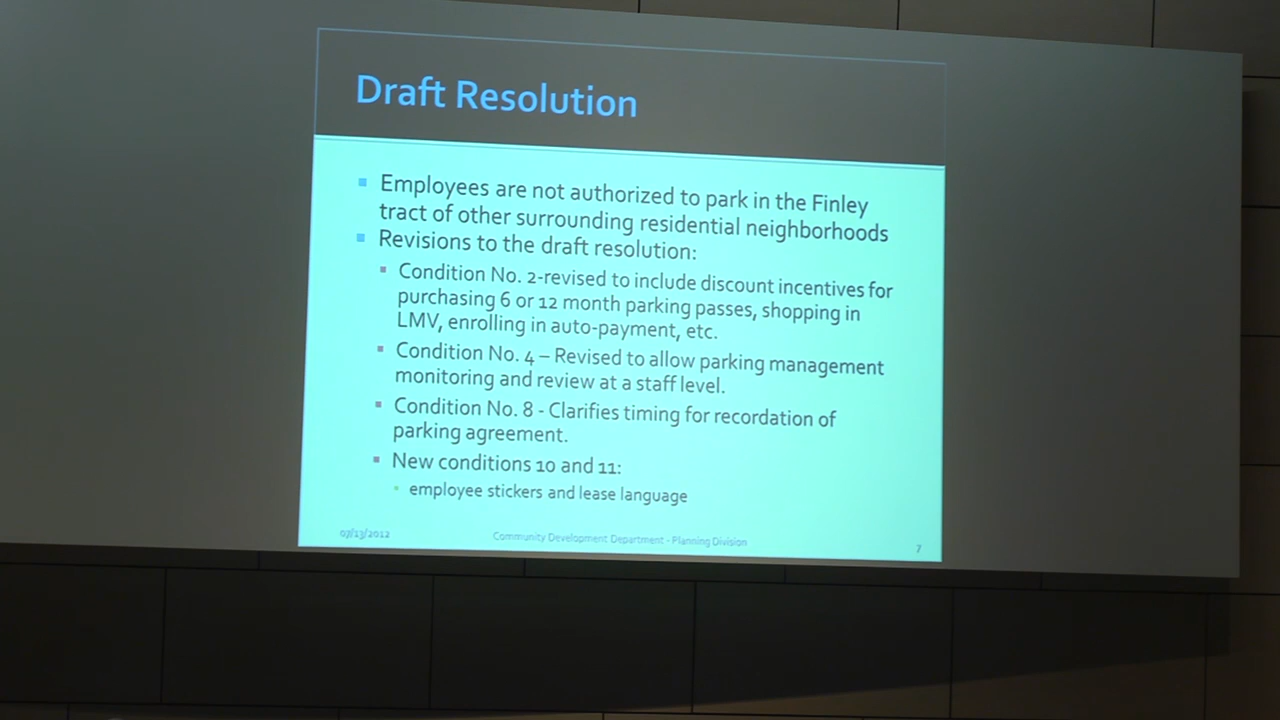 Draft Resolution
Employees are not authorized to park in the Finley
tract of other surrounding residential neighborhoods
Revisions to the draft resolution:
Condition No. 2-revised to include discount incentives for
purchasing 6 or 12 month parking passes, shopping in
LMV, enrolling in auto-payment, etc.
Condition No. 4 – Revised to allow parking management
monitoring and review at a staff level.
Condition No. 8 - Clarifies timing for recordation of
parking agreement.
New conditions 10 and 11:
employee stickers and lease language
07/13/2012 Community Development Department - Planning Division 7